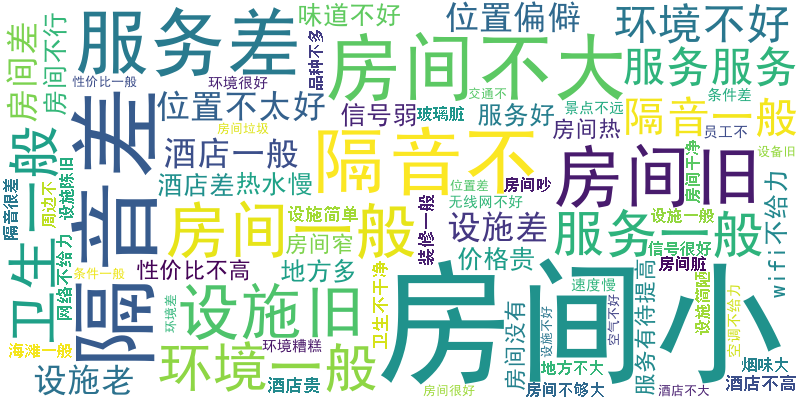 服务差
味道不好
位置偏僻
环境不好
房间差
房间不行
性价比一般
环境很好
品种不多
房间不大
服务服务
交通不
条件差
位置不太好
信号弱
玻璃脏
服务好
景点不远
隔音一般
房间垃圾
房间热
员工不
隔音差
卫生一般
酒店一般
隔音不
房间旧
房间干净
设备旧
隔音很差
周边不
设施陈旧
酒店差
热水慢
位置差
房间吵
无线网不好
房间一般
设施简单
装修一般
设施差
服务一般
设施一般
wifi不给力
网络不给力
房间窄
信号很好
条件一般
性价比不高
地方多
价格贵
房间脏
卫生不干净
设施旧
房间小
速度慢
服务有待提高
设施简陋
空调不给力
环境差
房间没有
设施不好
空气不好
海滩一般
环境一般
环境糟糕
设施老
酒店贵
房间很好
房间不够大
地方不大
酒店不大
烟味大
酒店不高